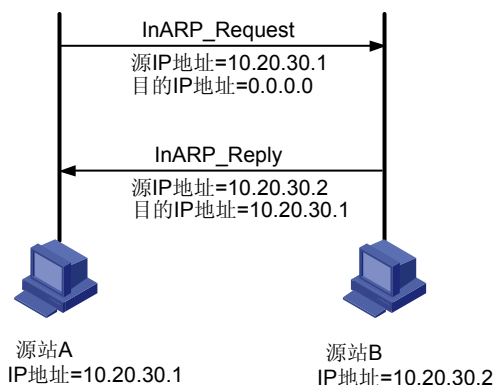 InARP_Request
源IP地址=10.20.30.1
目的IP地址=0.0.0.0
InARP_Reply
源IP地址=10.20.30.2
目的IP地址=10.20.30.1
源站A
IP地址=10.20.30.1
源站B
IP地址=10.20.30.2